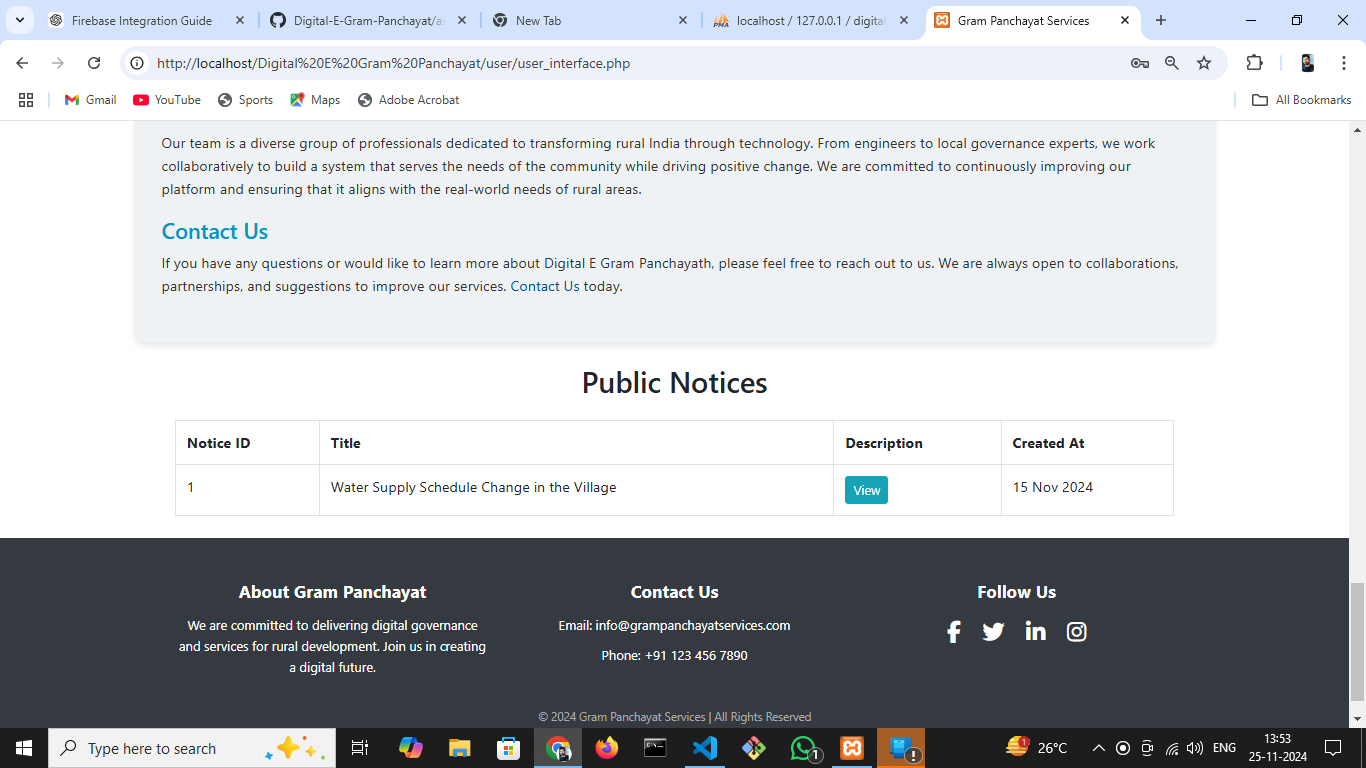 Firebase Integration Guide
Digital-E-Gram-Panchayat/as
New Tab
localhost / 127.0.0.1 / digital
Gram Panchayat Services
http://localhost/Digital%20E%20Gram%20Panchayat/user/user_interface.php
Gmail
YouTube
Sports
Maps
Adobe Acrobat
All Bookmarks
Our team is a diverse group of professionals dedicated to transforming rural India through technology. From engineers to local governance experts, we work
collaboratively to build a system that serves the needs of the community while driving positive change. We are committed to continuously improving our
platform and ensuring that it aligns with the real-world needs of rural areas.
Contact Us
If you have any questions or would like to learn more about Digital E Gram Panchayath, please feel free to reach out to us. We are always open to collaborations,
partnerships, and suggestions to improve our services. Contact Us today.
Public Notices
Notice ID Title Description Created At
1 Water Supply Schedule Change in the Village View 15 Nov 2024
About Gram Panchayat
We are committed to delivering digital governance
and services for rural development. Join us in creating
a digital future.
Contact Us
Email: info@grampanchayatservices.com
Phone: +91 123 456 7890
Follow Us
© 2024 Gram Panchayat Services | All Rights Reserved
Type here to search
1
1
26°C
ENG
13:53
25-11-2024